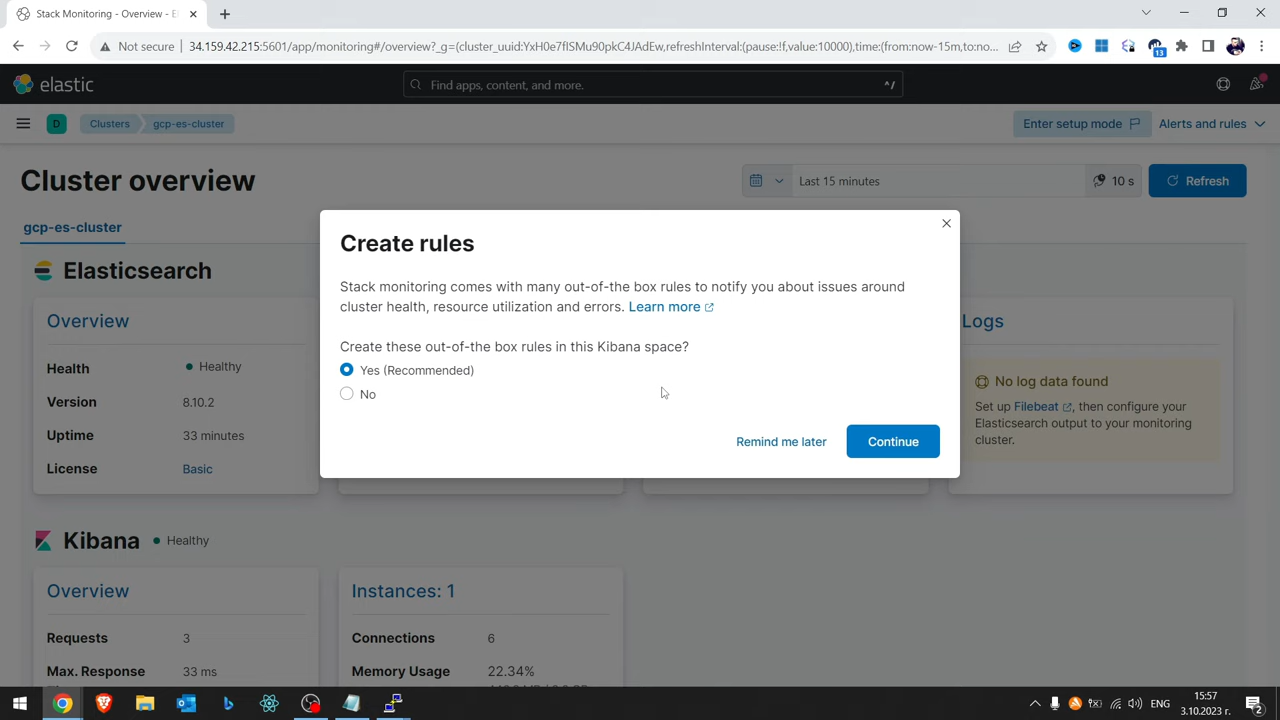 Stack Monitoring - Overview - El
Not secure
34.159.42.215:5601/app/monitoring#/overview?_g=(cluster_uuid:YxH0e7flSMu90pkC4JAdEw,refreshInterval:(pause:!f,value:10000),time:(from:now-15m,to:no...
13
elastic
Find apps, content, and more.
^/
D
Clusters
gcp-es-cluster
Enter setup mode
Alerts and rules
Cluster overview
Last 15 minutes
10 s
Refresh
gcp-es-cluster
Create rules
Stack monitoring comes with many out-of-the box rules to notify you about issues around
cluster health, resource utilization and errors. Learn more
Create these out-of-the box rules in this Kibana space?
Yes (Recommended)
No
Remind me later
Continue
Elasticsearch
Overview
Health
Healthy
Version
8.10.2
Uptime
33 minutes
License
Basic
Logs
No log data found
Set up Filebeat, then configure your
Elasticsearch output to your monitoring
cluster.
Kibana
Healthy
Overview
Requests
3
Max. Response
33 ms
Instances: 1
Connections
6
Memory Usage
22.34%
ENG
15:57
3.10.2023 г.
2